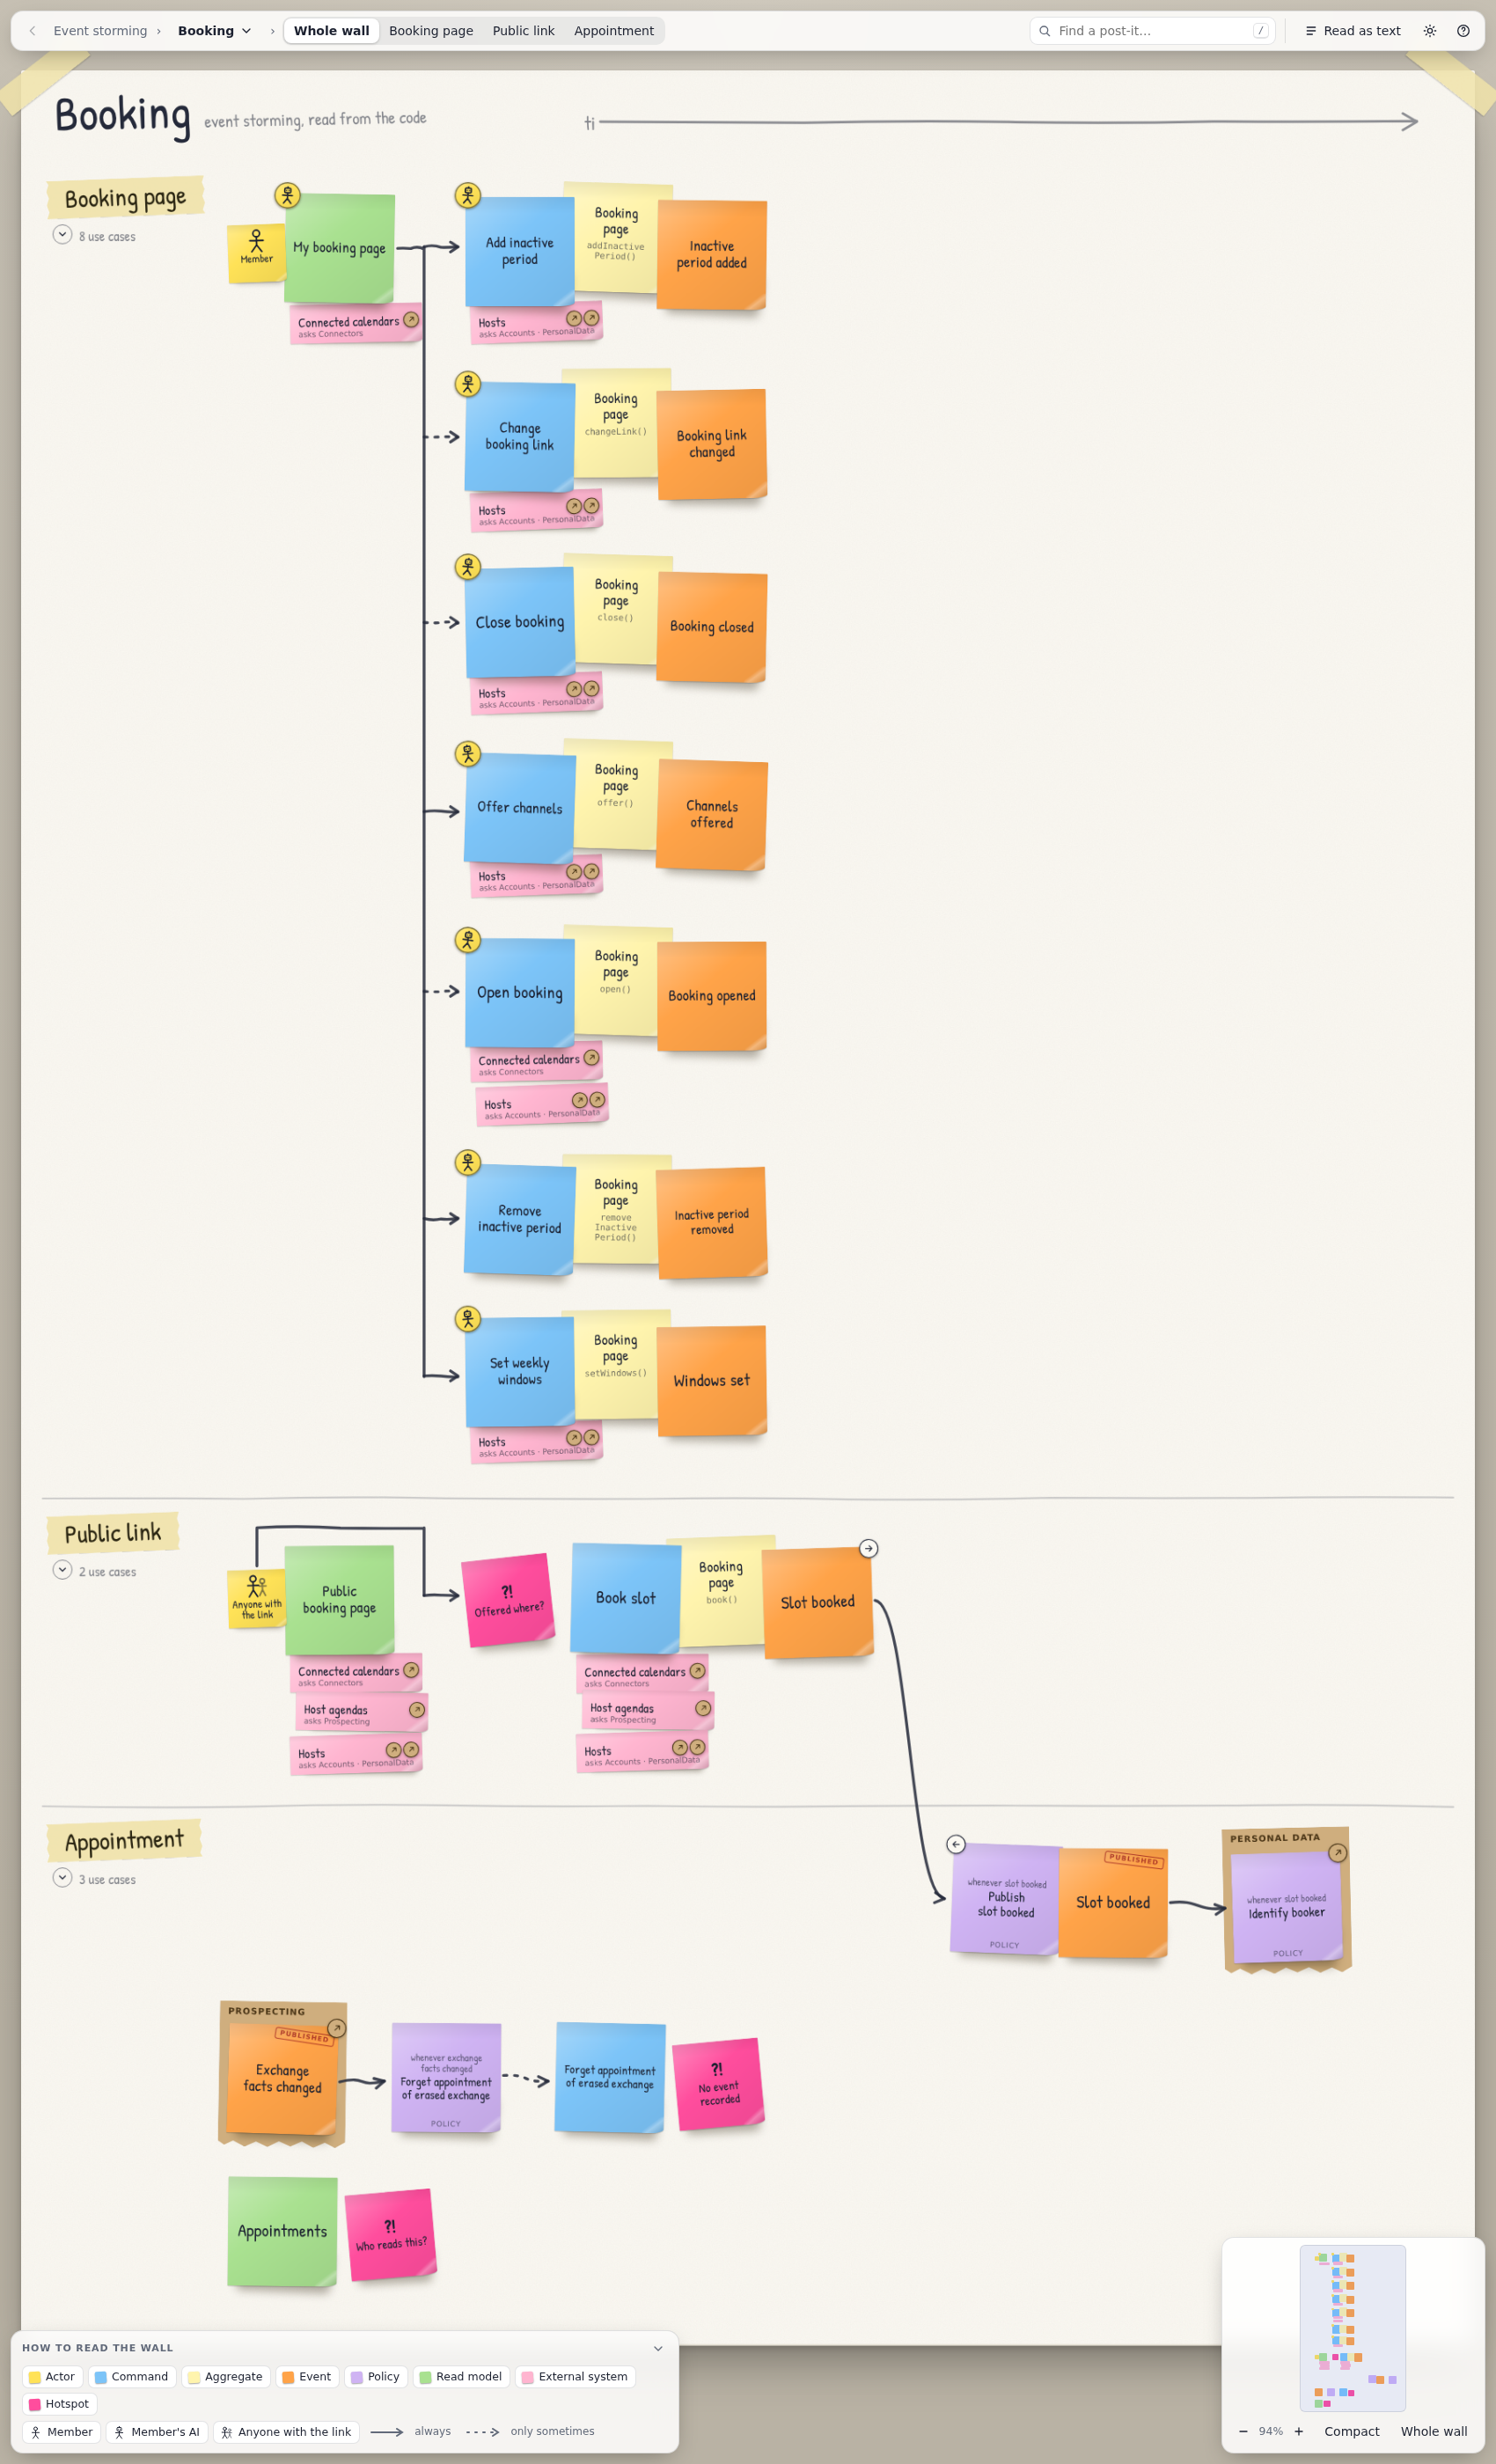 Event storming
Booking
Whole wall
Booking page
Public link
Appointment
Find a post-it...
/
Read as text
Booking
event storming, read from the code
ti
Booking page
8 use cases
Member
My booking page
Connected calendars
asks Connectors
Add inactive
period
Hosts
asks Accounts · PersonalData
Booking
page
addInactive
Period()
Inactive
period added
Change
booking link
Hosts
asks Accounts · PersonalData
Booking
page
changeLink()
Booking link
changed
Close booking
Hosts
asks Accounts · PersonalData
Booking
page
close()
Booking closed
Offer channels
Hosts
asks Accounts · PersonalData
Booking
page
offer()
Channels
offered
Open booking
Connected calendars
asks Connectors
Hosts
asks Accounts · PersonalData
Booking
page
open()
Booking opened
Remove
inactive period
Booking
page
remove
Inactive
Period()
Inactive period
removed
Set weekly
windows
Hosts
asks Accounts · PersonalData
Booking
page
setWindows()
Windows set
Public link
2 use cases
Anyone with
the link
Public
booking page
Connected calendars
asks Connectors
Host agendas
asks Prospecting
Hosts
asks Accounts · PersonalData
?!
Offered where?
Book slot
Connected calendars
asks Connectors
Host agendas
asks Prospecting
Hosts
asks Accounts · PersonalData
Booking
page
book()
Slot booked
Appointment
3 use cases
whenever slot booked
Publish
slot booked
POLICY
PUBLISHED
Slot booked
PERSONAL DATA
whenever slot booked
Identify booker
POLICY
PROSPECTING
PUBLISHED
Exchange
facts changed
whenever exchange
facts changed
Forget appointment
of erased exchange
POLICY
Forget appointment
of erased exchange
?!
No event
recorded
Appointments
?!
Who reads this?
HOW TO READ THE WALL
Actor
Command
Aggregate
Event
Policy
Read model
External system
Hotspot
Member
Member's AI
Anyone with the link
always
only sometimes
− 94% +
Compact
Whole wall